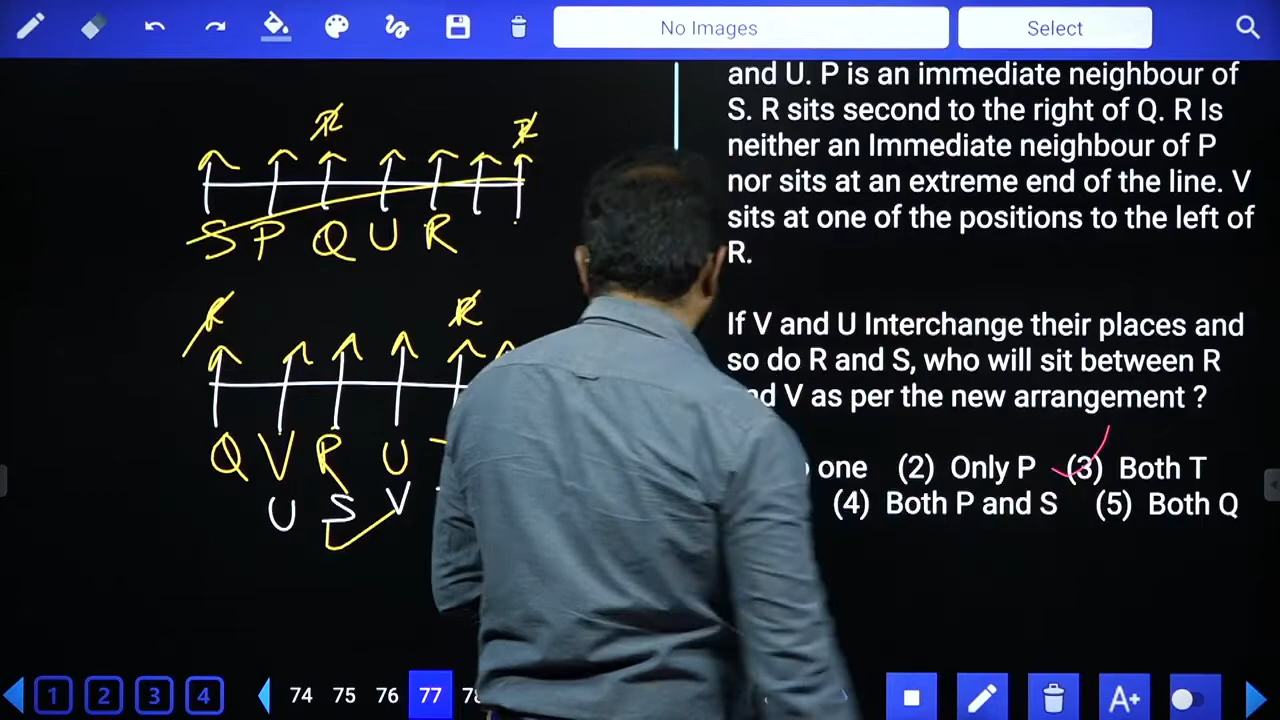 No Images
Select
and U. P is an immediate neighbour of
S. R sits second to the right of Q. R Is
neither an Immediate neighbour of P
nor sits at an extreme end of the line. V
sits at one of the positions to the left of
R.
If V and U Interchange their places and
so do R and S, who will sit between R
V as per the new arrangement ?
one (2) Only P (3) Both T
(4) Both P and S (5) Both Q
R R
S P Q U R
R R
Q V R U
U S V
1 2 3 4 74 75 76 77
A+